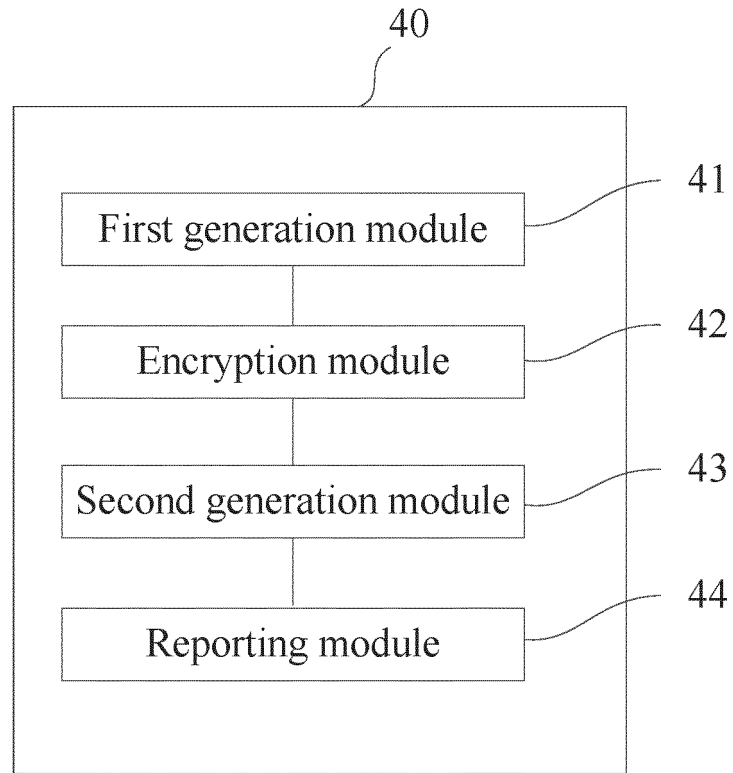 40
First generation module
41
Encryption module
42
Second generation module
43
Reporting module
44